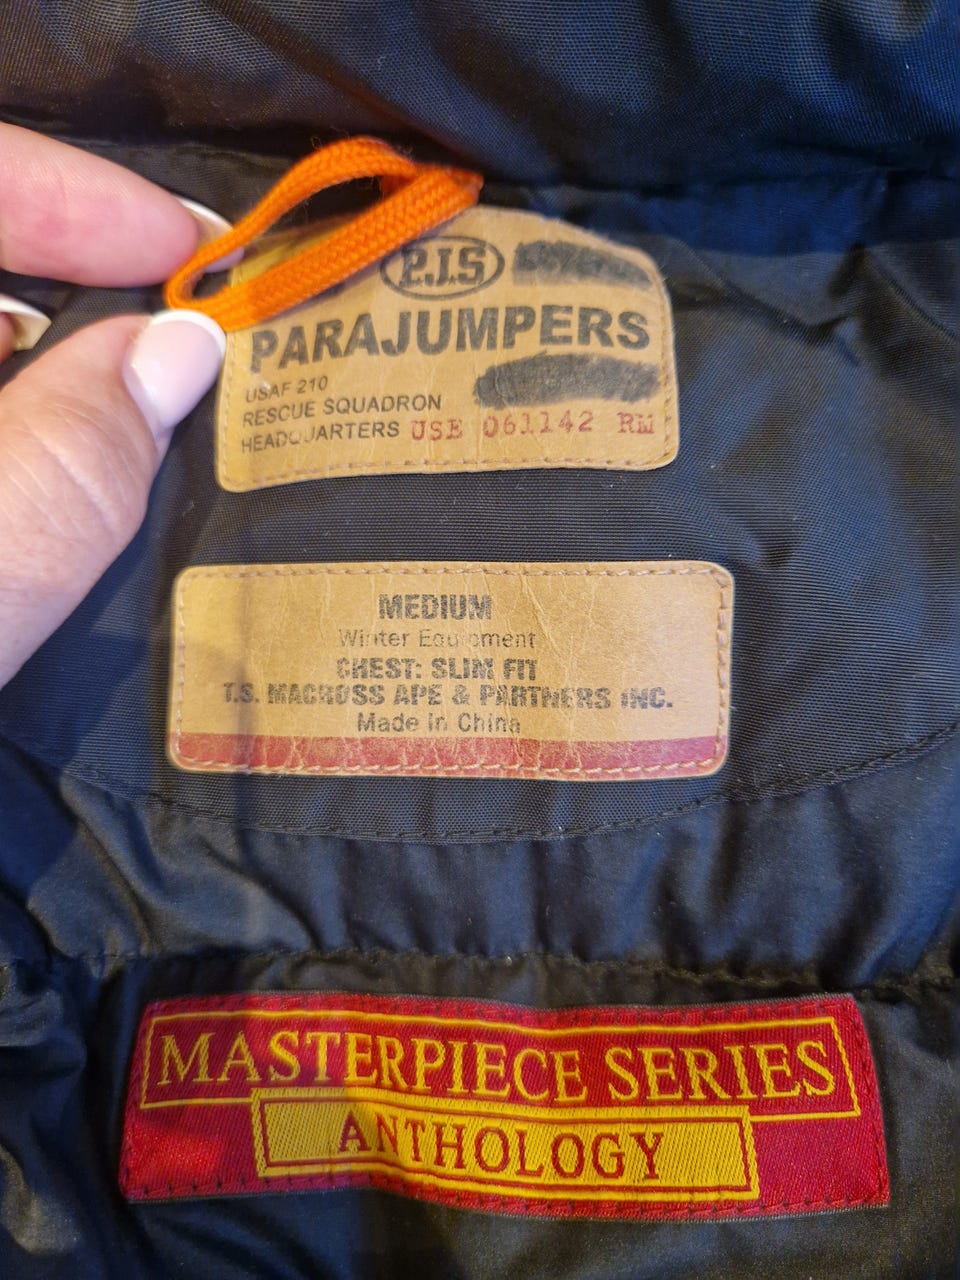 P.J.S
PARAJUMPERS
USAF 210
RESCUE SQUADRON
HEADQUARTERS USE 061142 RM
MEDIUM
Winter Equipment
CHEST: SLIM FIT
T.S. MACROSS APE & PARTNERS INC.
Made in China
MASTERPIECE SERIES
ANTHOLOGY